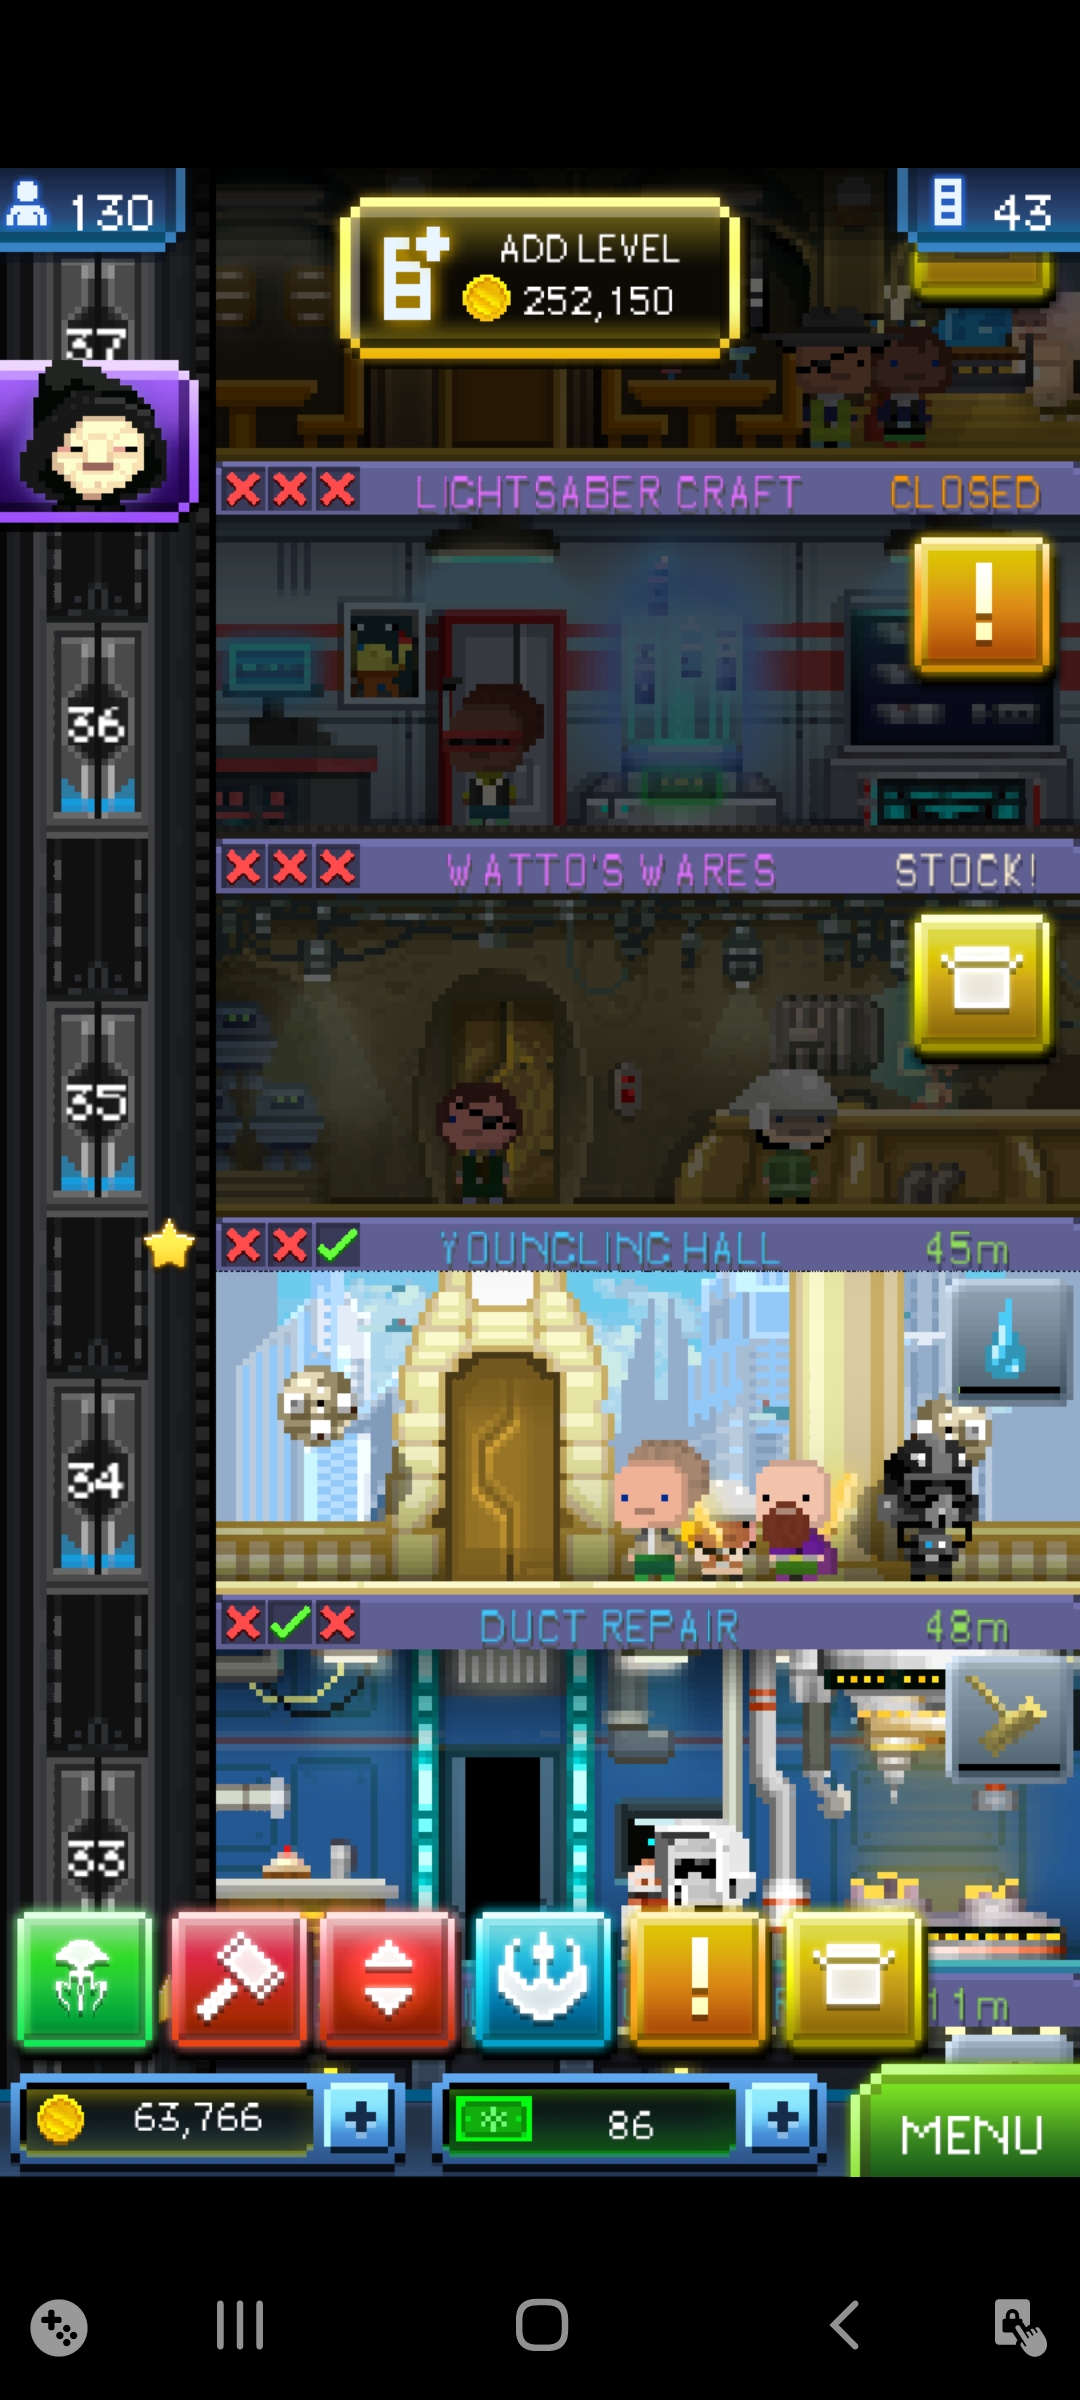 130
43
ADD LEVEL
252,150
37
LIGHTSABER CRAFT
CLOSED
!
36
WATTO'S WARES
STOCK!
35
YOUNGLING HALL
45m
34
DUCT REPAIR
48m
33
!
11m
63,766
+
86
+
MENU